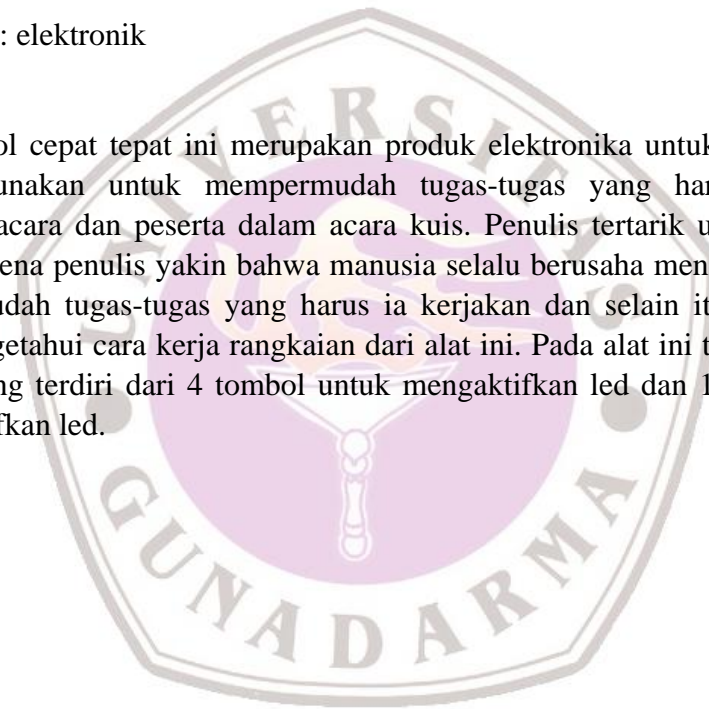 : elektronik
ol cepat tepat ini merupakan produk elektronika untuk
unakan untuk mempermudah tugas-tugas yang har
acara dan peserta dalam acara kuis. Penulis tertarik u
ena penulis yakin bahwa manusia selalu berusaha men
udah tugas-tugas yang harus ia kerjakan dan selain it
getahui cara kerja rangkaian dari alat ini. Pada alat ini t
ng terdiri dari 4 tombol untuk mengaktifkan led dan 1
fkan led.
UNIVERSITAS
GUNADARMA